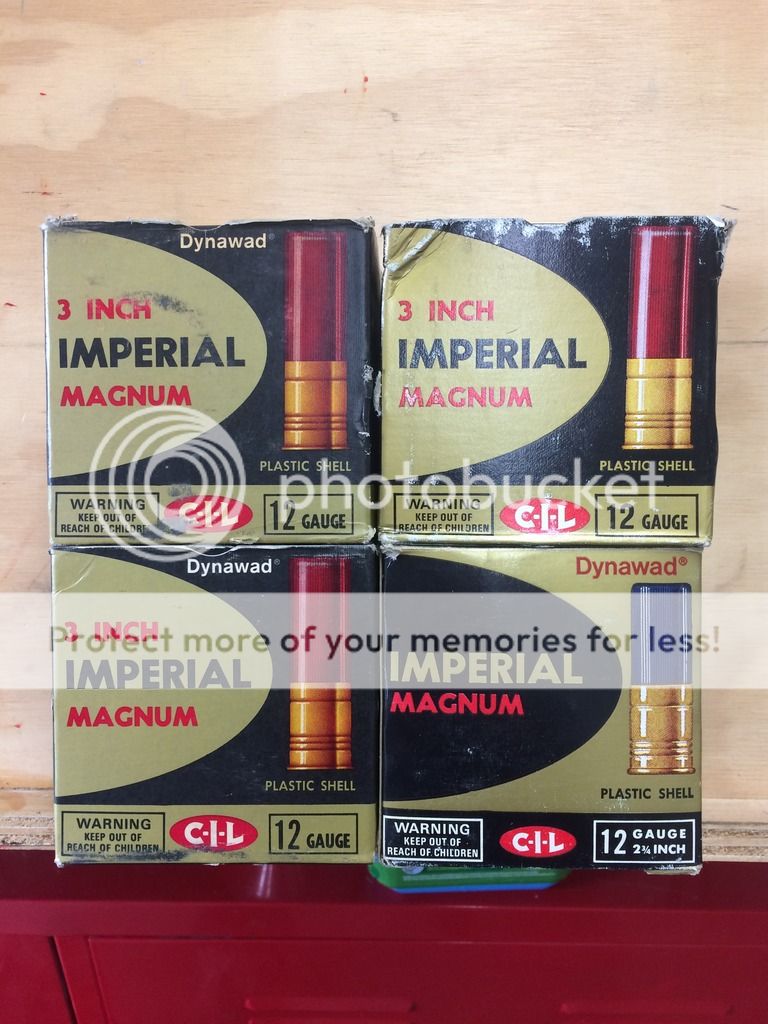 Dynawad®
3 INCH
IMPERIAL
MAGNUM
PLASTIC SHELL
WARNING
KEEP OUT OF
REACH OF CHILDREN
C-I-L
12 GAUGE
3 INCH
IMPERIAL
MAGNUM
PLASTIC SHELL
WARNING
KEEP OUT OF
REACH OF CHILDREN
C-I-L
12 GAUGE
photobucket
Protect more of your memories for less!
Dynawad®
3 INCH
IMPERIAL
MAGNUM
PLASTIC SHELL
WARNING
KEEP OUT OF
REACH OF CHILDREN
C-I-L
12 GAUGE
Dynawad®
IMPERIAL
MAGNUM
PLASTIC SHELL
WARNING
KEEP OUT OF
REACH OF CHILDREN
C-I-L
12 GAUGE
2¾ INCH